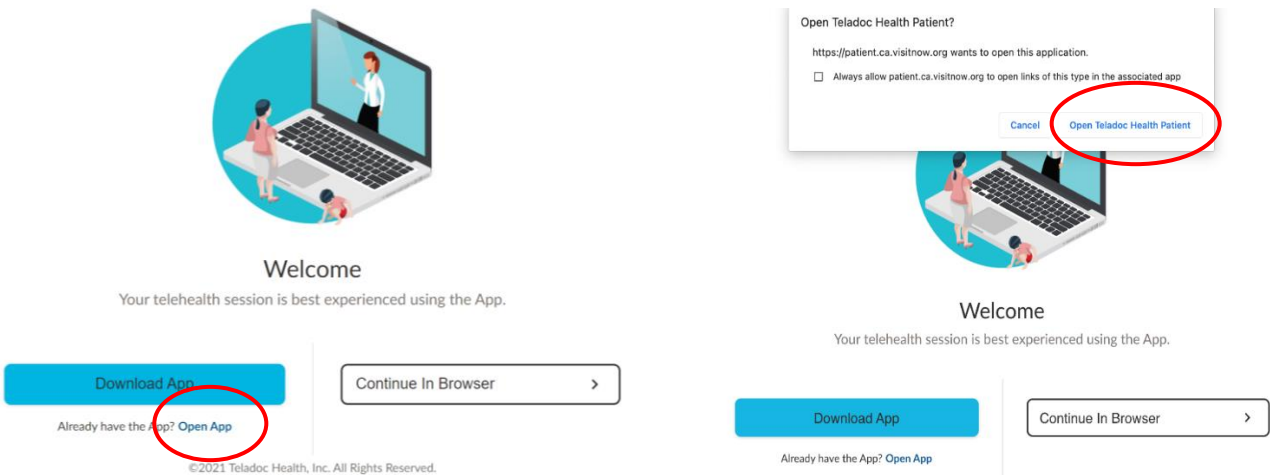 Welcome
Your telehealth session is best experienced using the App.
Download App
Continue In Browser >
Already have the App? Open App
©2021 Teladoc Health, Inc. All Rights Reserved.
Open Teladoc Health Patient?
https://patient.ca.visitnow.org wants to open this application.
Always allow patient.ca.visitnow.org to open links of this type in the associated app
Cancel
Open Teladoc Health Patient
Welcome
Your telehealth session is best experienced using the App.
Download App
Continue In Browser >
Already have the App? Open App